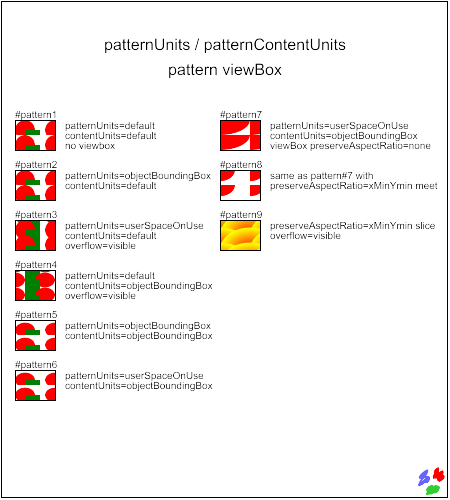 patternUnits / patternContentUnits
pattern viewBox
#pattern1
patternUnits=default
contentUnits=default
no viewbox
#pattern2
patternUnits=objectBoundingBox
contentUnits=default
#pattern3
patternUnits=userSpaceOnUse
contentUnits=default
overflow=visible
#pattern4
patternUnits=default
contentUnits=objectBoundingBox
overflow=visible
#pattern5
patternUnits=objectBoundingBox
contentUnits=objectBoundingBox
#pattern6
patternUnits=userSpaceOnUse
contentUnits=objectBoundingBox
#pattern7
patternUnits=userSpaceOnUse
contentUnits=objectBoundingBox
viewBox preserveAspectRatio=none
#pattern8
same as pattern#7 with
preserveAspectRatio=xMinYmin meet
#pattern9
preserveAspectRatio=xMinYmin slice
overflow=visible